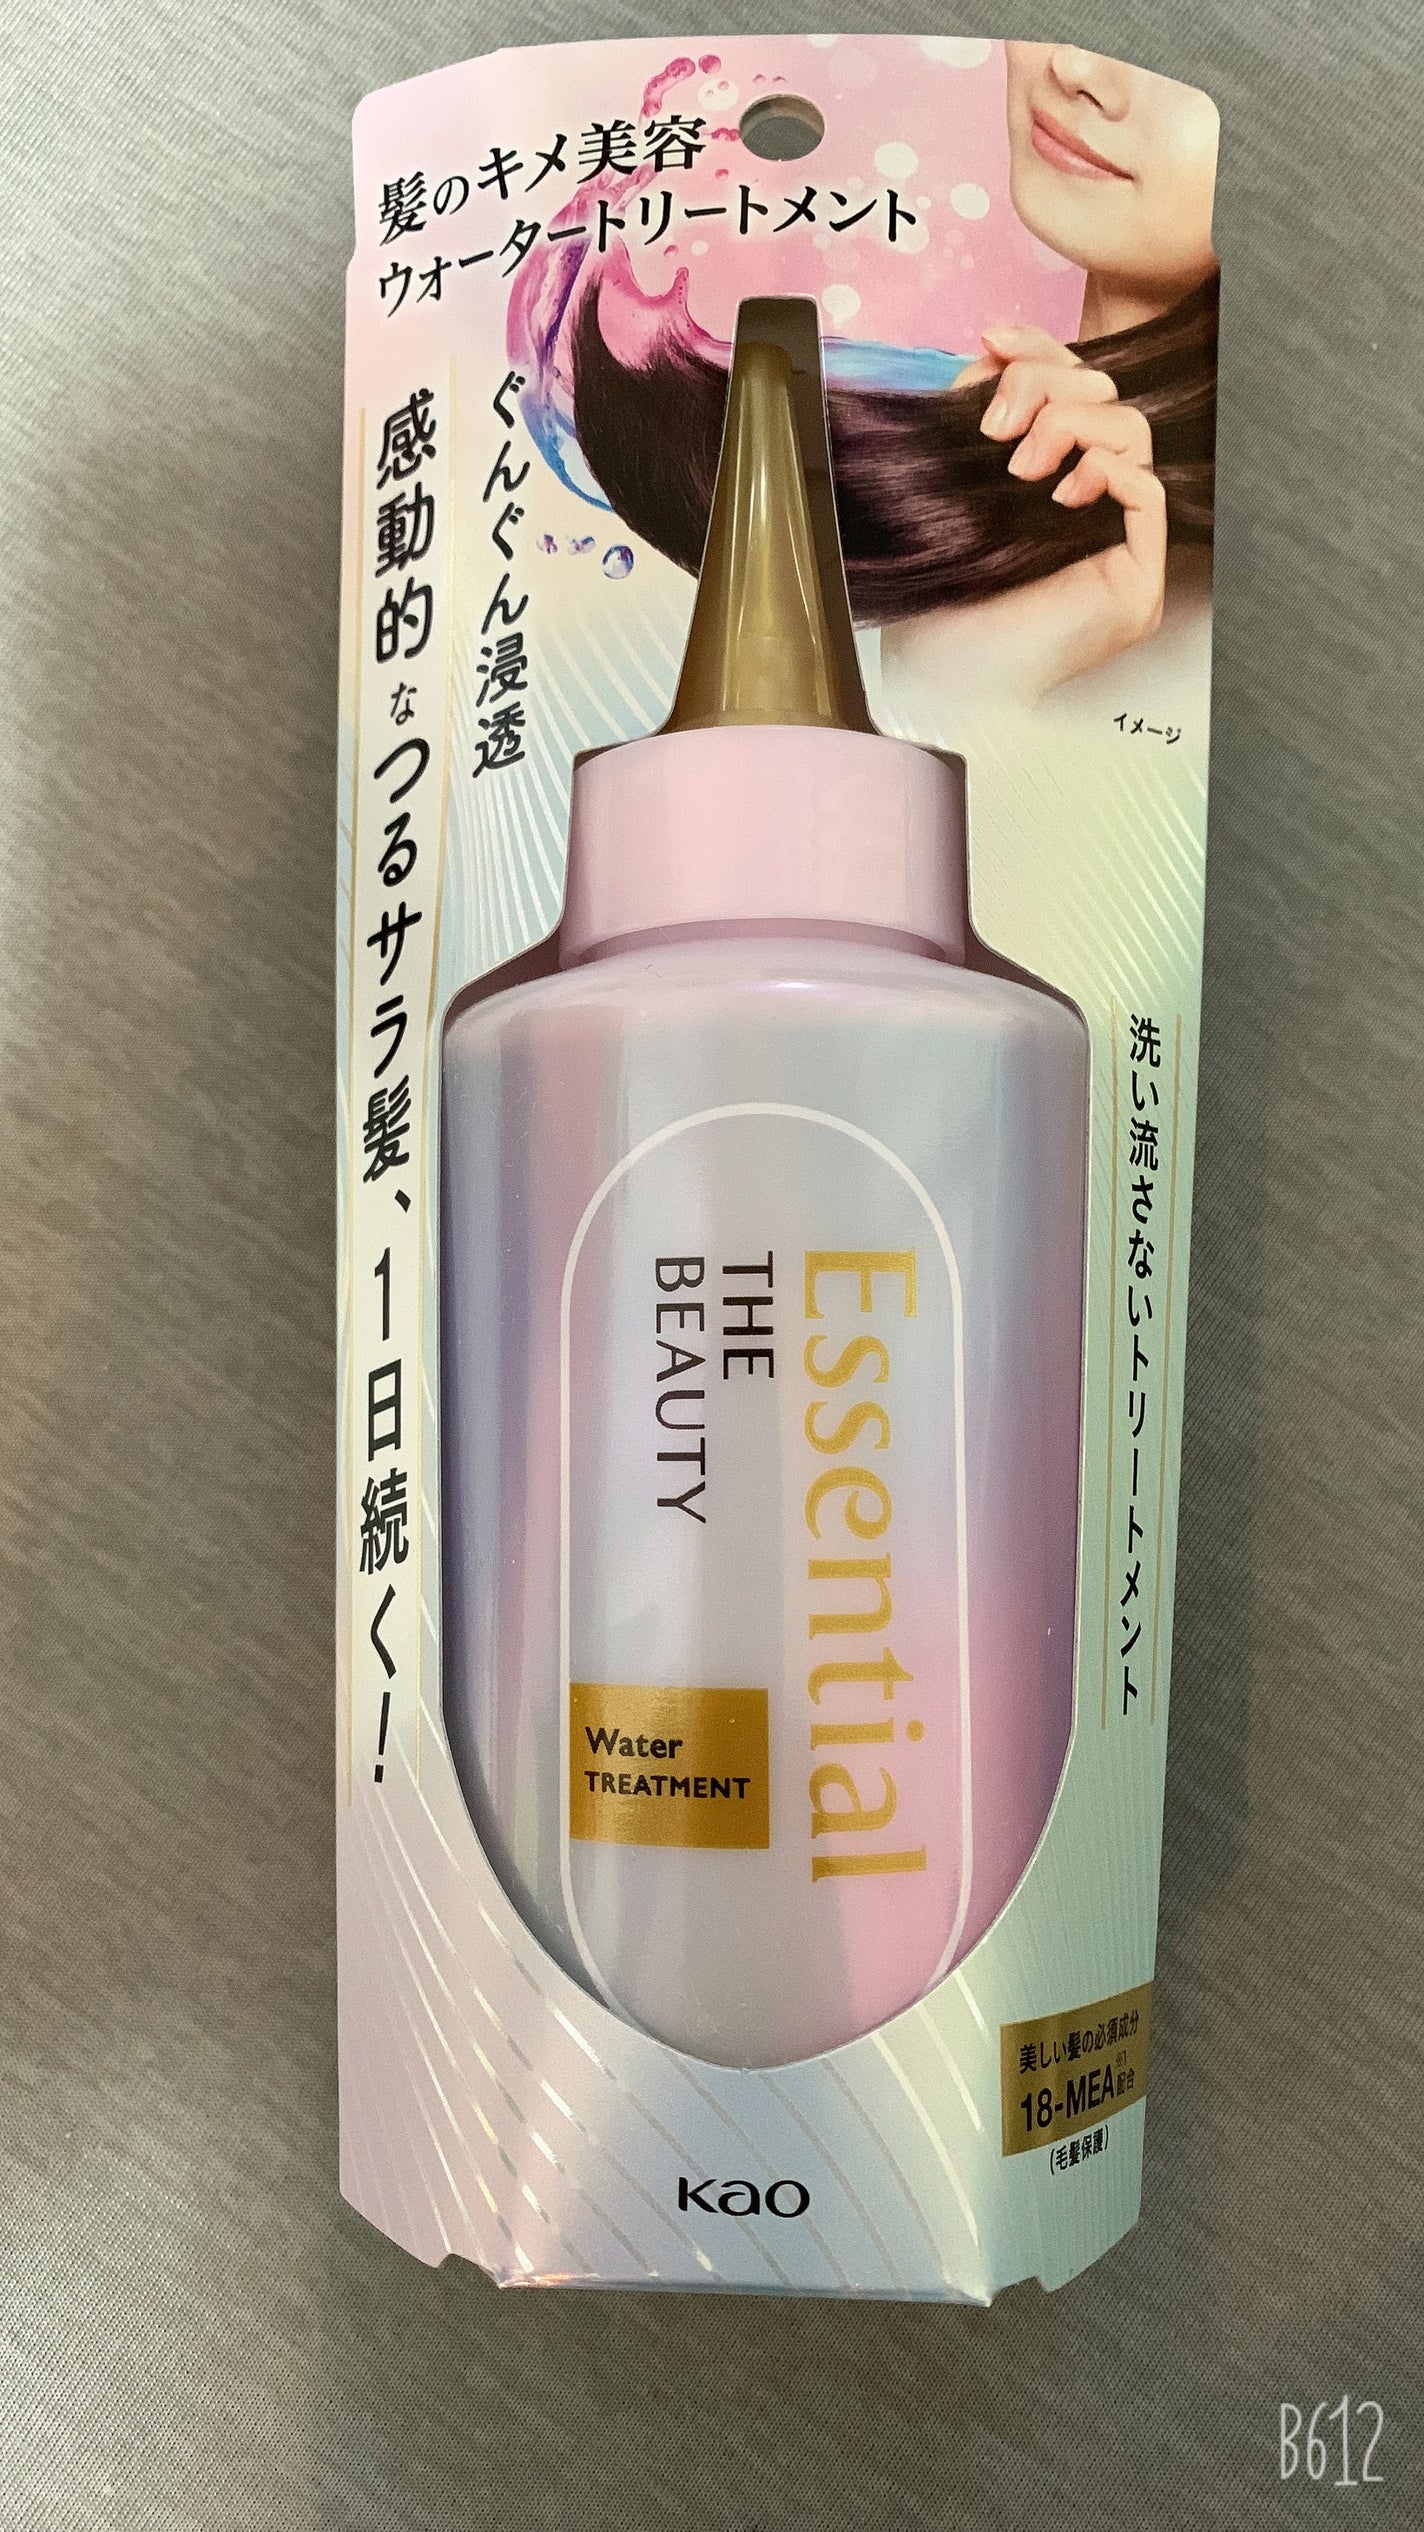 髪のキメ美容
ウォータートリートメント
ぐんぐん浸透
感動的なつるサラ髪、1日続く!
イメージ
洗い流さないトリートメント
Essential
THE
BEAUTY
Water
TREATMENT
美しい髪の必須成分
18-MEA※1配合
(毛髪保護)
Kao
B612